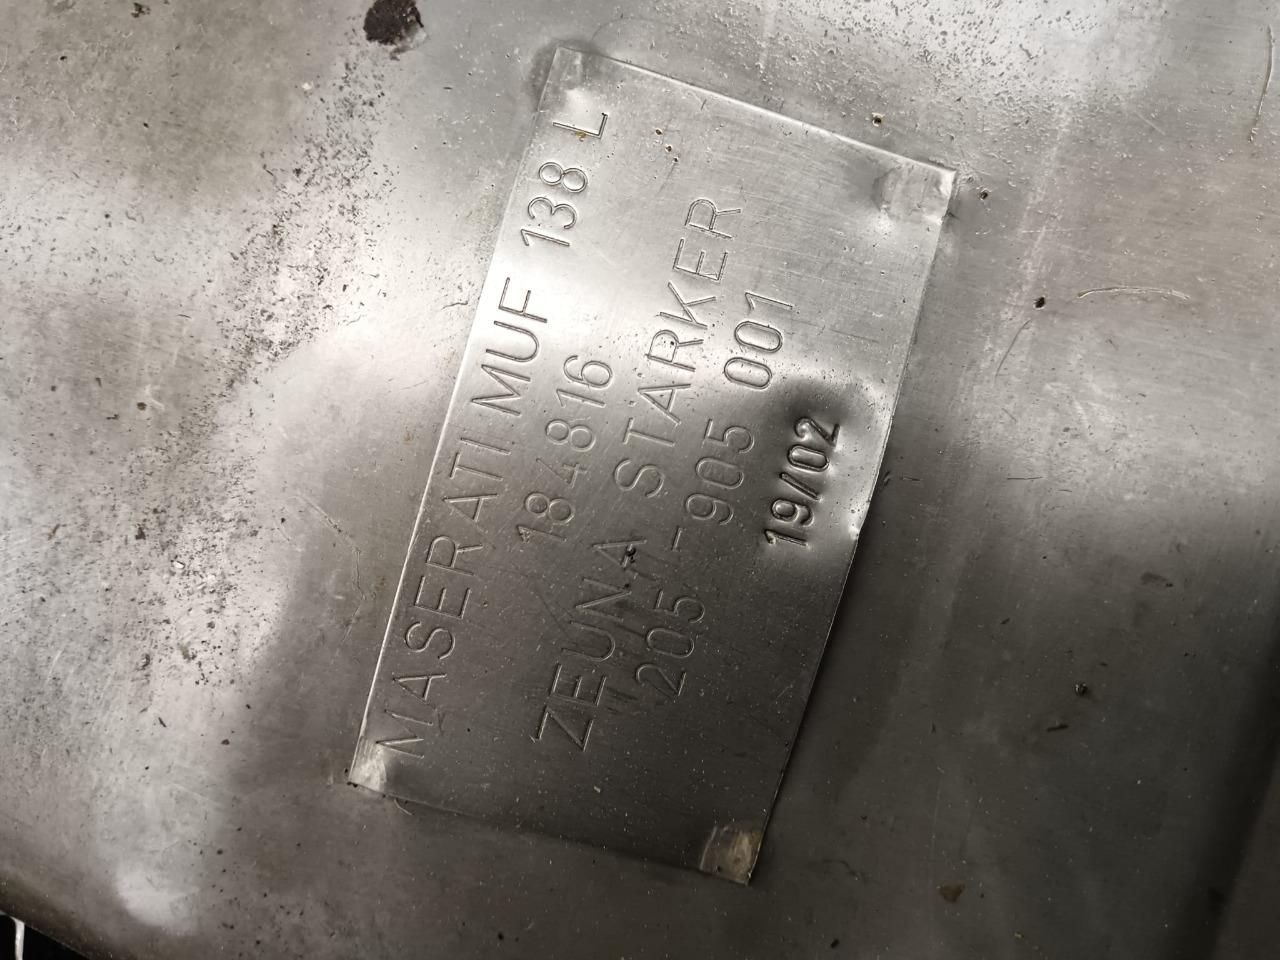 MASERATI MUF 138 L
184816
ZEUNA STARKER
205-905 001
19/02